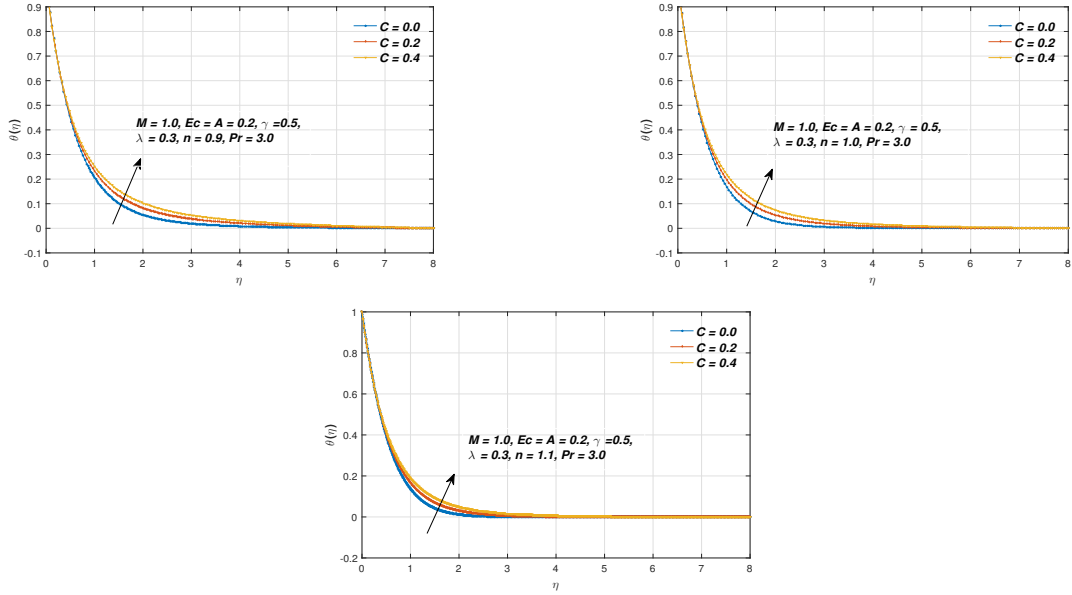 0.9
0.8
0.7
0.6
0.5
0.4
0.3
0.2
0.1
0
-0.1
θ(η)
C = 0.0
C = 0.2
C = 0.4
M = 1.0, Ec = A = 0.2, γ =0.5,
λ = 0.3, n = 0.9, Pr = 3.0
0 1 2 3 4 5 6 7 8
η
0.9
0.8
0.7
0.6
0.5
0.4
0.3
0.2
0.1
0
-0.1
θ(η)
C = 0.0
C = 0.2
C = 0.4
M = 1.0, Ec = A = 0.2, γ =0.5,
λ = 0.3, n = 1.0, Pr = 3.0
0 1 2 3 4 5 6 7 8
η
1
0.8
0.6
0.4
0.2
0
-0.2
θ(η)
C = 0.0
C = 0.2
C = 0.4
M = 1.0, Ec = A = 0.2, γ =0.5,
λ = 0.3, n = 1.1, Pr = 3.0
0 1 2 3 4 5 6 7 8
η